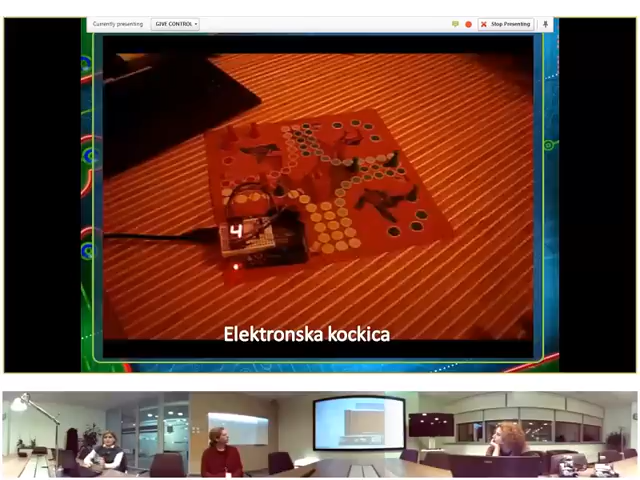 Currently presenting
GIVE CONTROL
Stop Presenting
4
Elektronska kockica